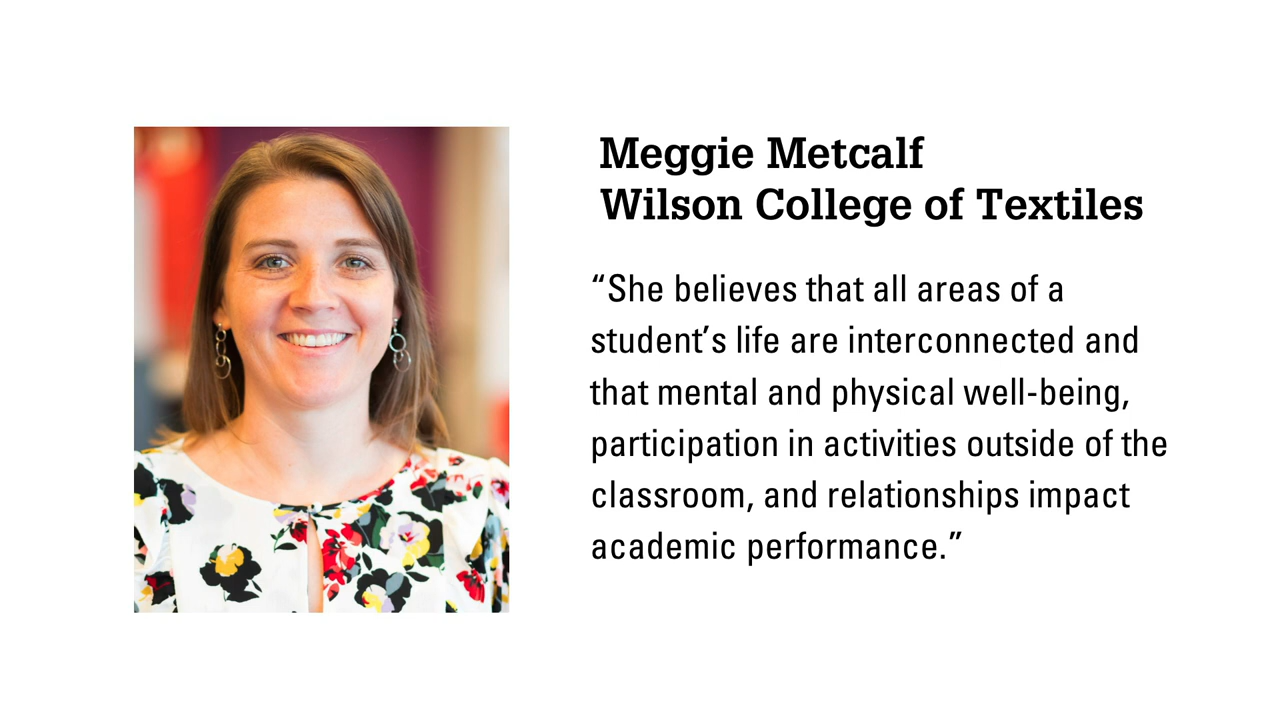 Meggie Metcalf
Wilson College of Textiles
“She believes that all areas of a
student’s life are interconnected and
that mental and physical well-being,
participation in activities outside of the
classroom, and relationships impact
academic performance.”